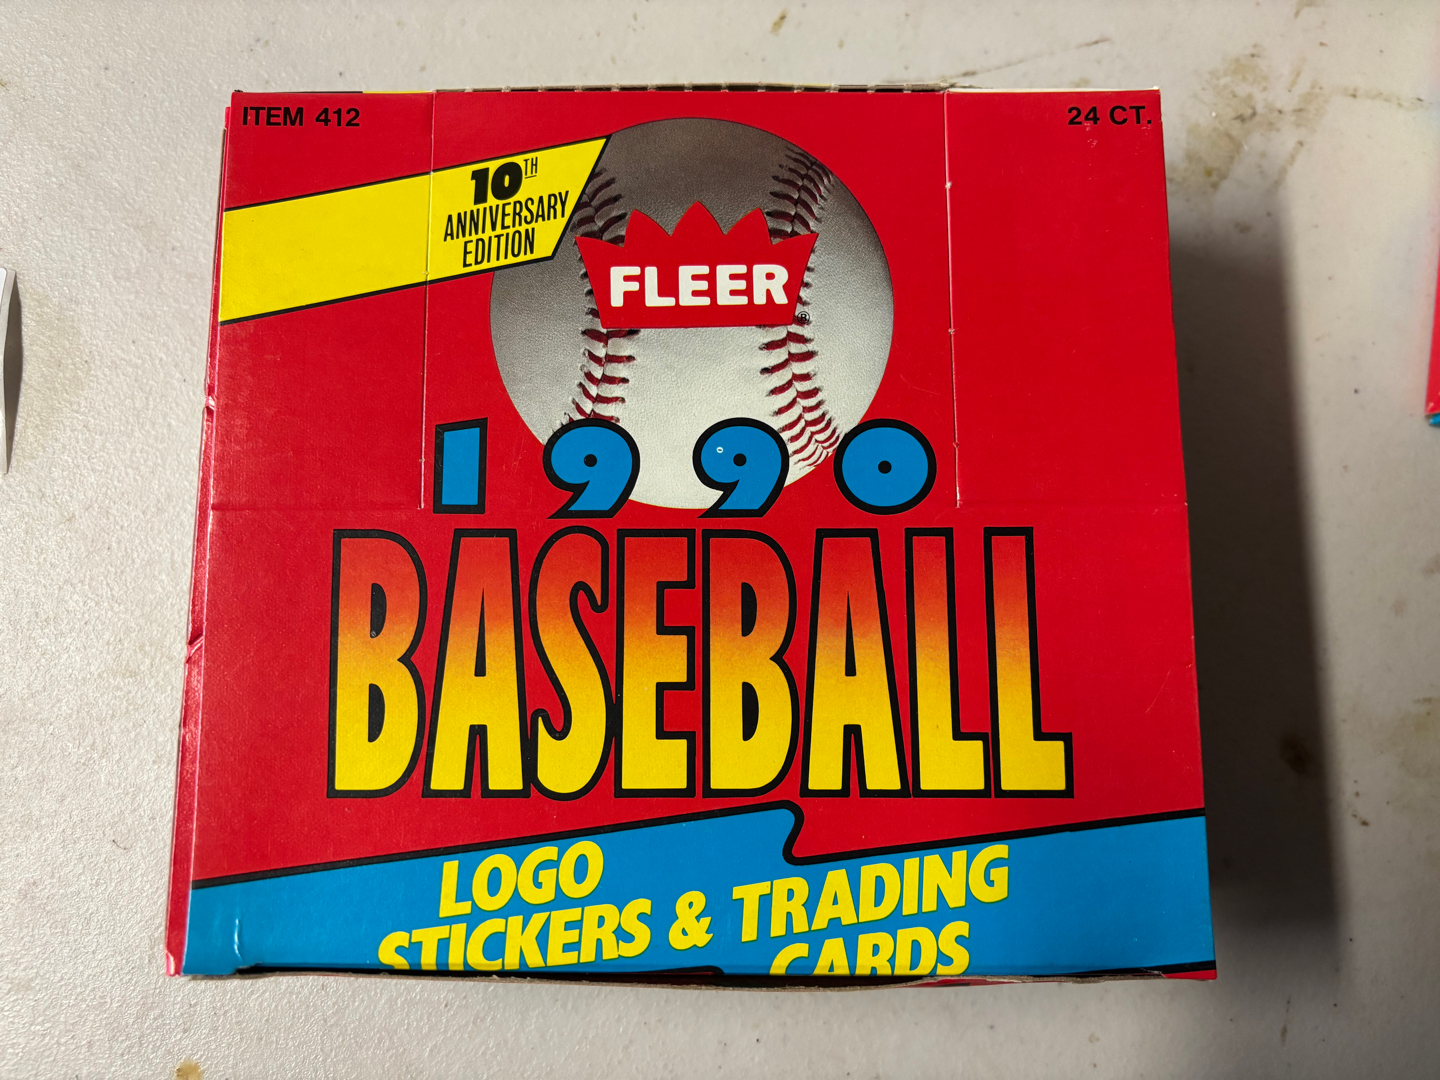 ITEM 412
24 CT.
10TH
ANNIVERSARY
EDITION
FLEER®
1990
BASEBALL
LOGO
STICKERS & TRADING
CARDS